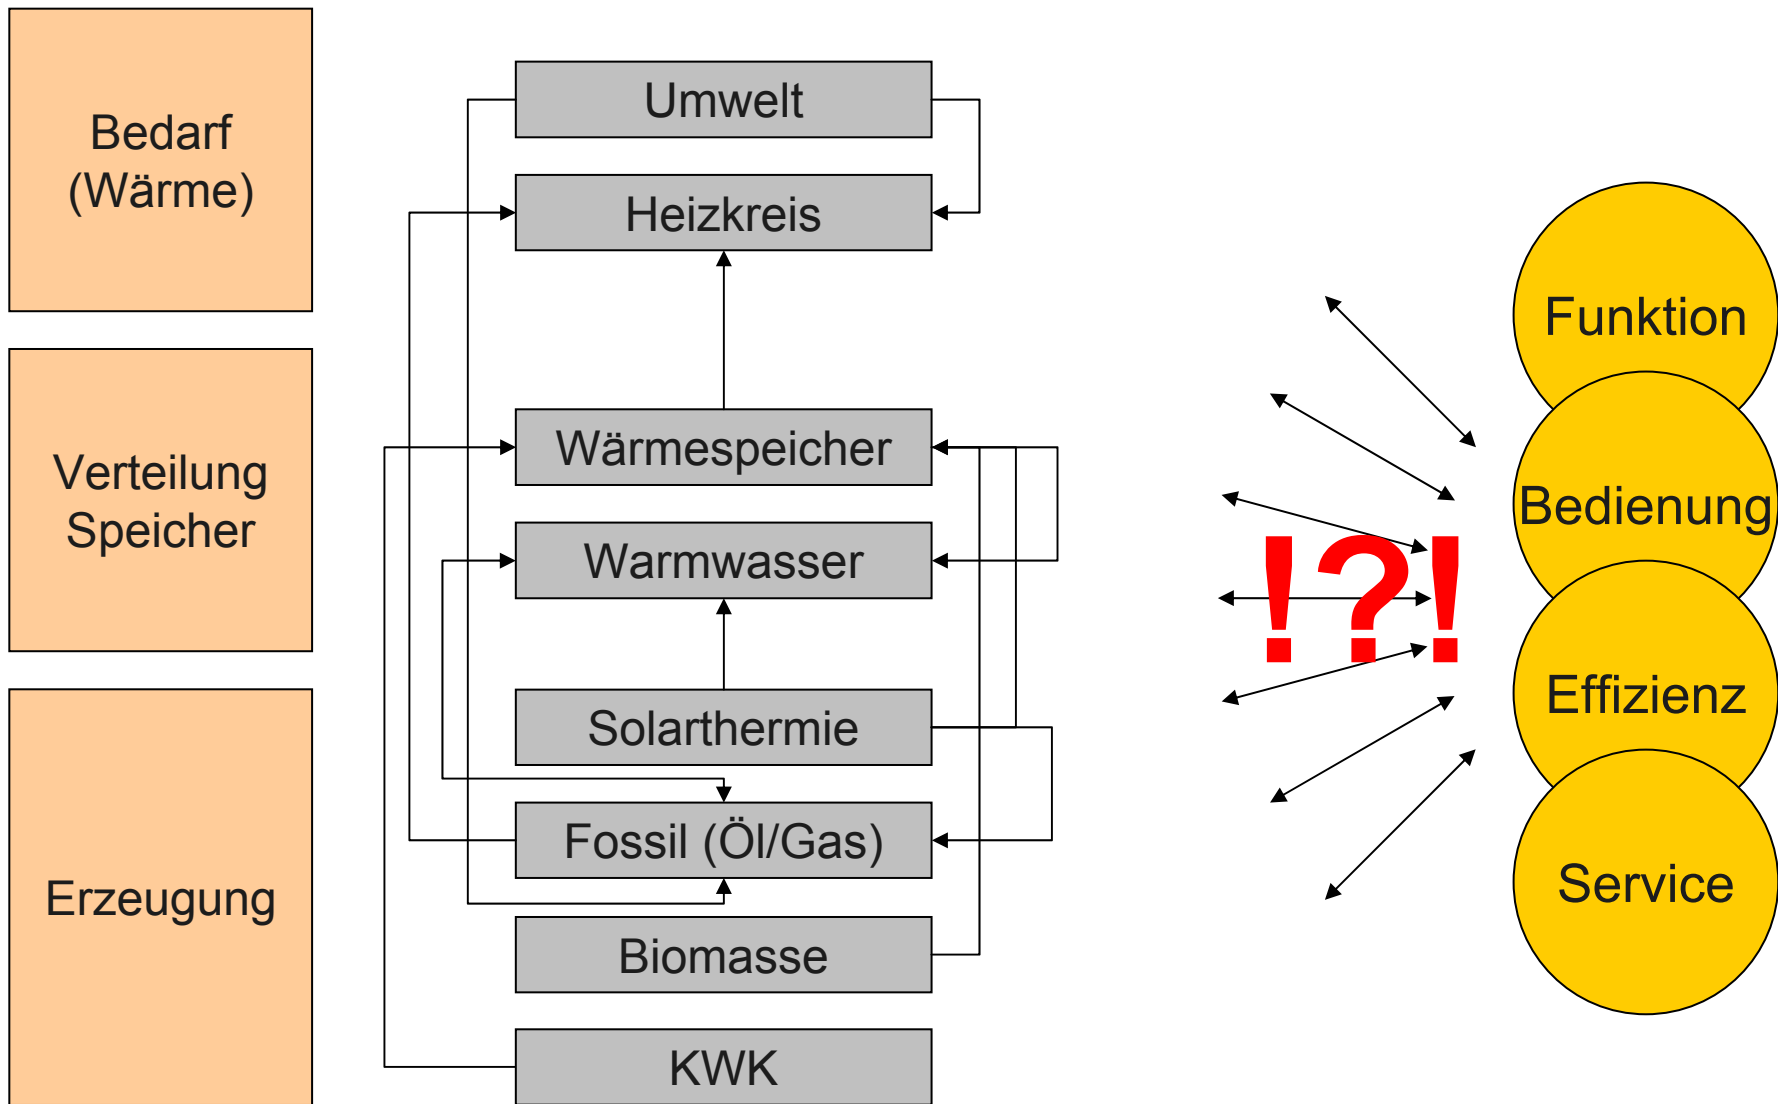 Bedarf
(Wärme)
Verteilung
Speicher
Erzeugung
Umwelt
Heizkreis
Wärmespeicher
Warmwasser
Solarthermie
Fossil (Öl/Gas)
Biomasse
KWK
!?!
Funktion
Bedienung
Effizienz
Service